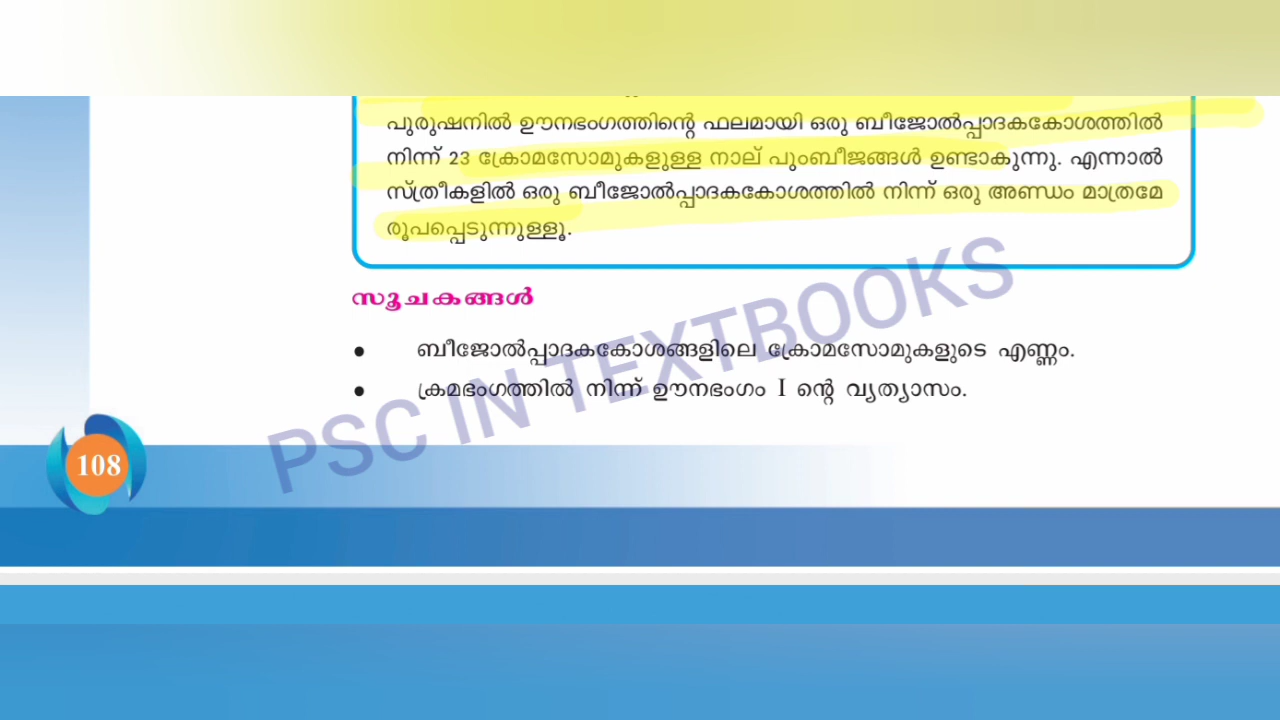 പുരുഷനിൽ ഊനഭംഗത്തിന്റെ ഫലമായി ഒരു ബീജോൽപ്പാദകകോശത്തിൽ
നിന്ന് 23 ക്രോമസോമുകളുള്ള നാല് പുംബീജങ്ങൾ ഉണ്ടാകുന്നു. എന്നാൽ
സ്ത്രീകളിൽ ഒരു ബീജോൽപ്പാദകകോശത്തിൽ നിന്ന് ഒരു അണ്ഡം മാത്രമേ
രൂപപ്പെടുന്നുള്ളൂ.
സൂചകങ്ങൾ
• ബീജോൽപ്പാദകകോശങ്ങളിലെ ക്രോമസോമുകളുടെ എണ്ണം.
• ക്രമഭംഗത്തിൽ നിന്ന് ഊനഭംഗം I ന്റെ വ്യത്യാസം.
PSC IN TEXTBOOKS
108